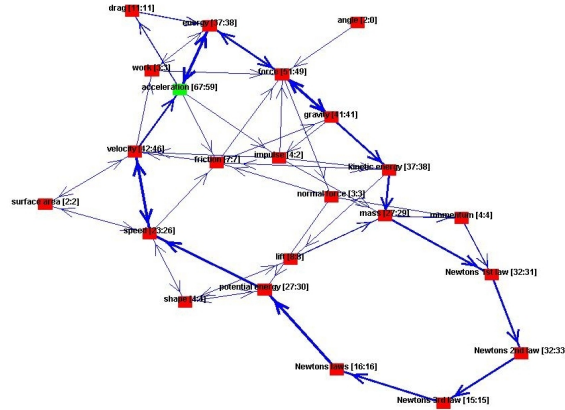 drag [11:11]
energy [37:38]
angle [2:0]
work [3:3]
force [51:49]
acceleration [67:59]
gravity [41:41]
velocity [42:46]
friction [7:7]
impulse [4:2]
kinetic energy [37:38]
normal force [3:3]
surface area [2:2]
mass [27:29]
momentum [4:4]
speed [23:26]
lift [8:8]
Newtons 1st law [32:31]
potential energy [27:30]
shape [4:4]
Newtons 2nd law [32:33
Newtons laws [16:16]
Newtons 3rd law [15:15]